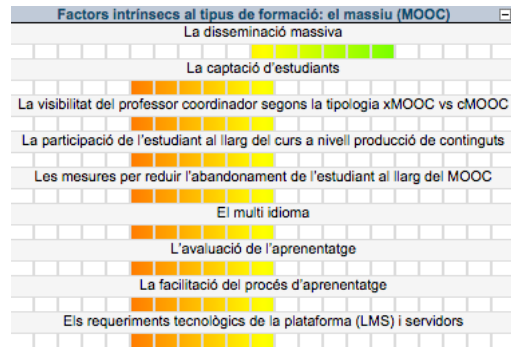 Factors intrínsecs al tipus de formació: el massiu (MOOC)
La disseminació massiva
La captació d'estudiants
La visibilitat del professor coordinador segons la tipologia xMOOC vs cMOOC
La participació de l'estudiant al llarg del curs a nivell producció de continguts
Les mesures per reduir l'abandonament de l'estudiant al llarg del MOOC
El multi idioma
L'avaluació de l'aprenentatge
La facilitació del procés d'aprenentatge
Els requeriments tecnològics de la plataforma (LMS) i servidors